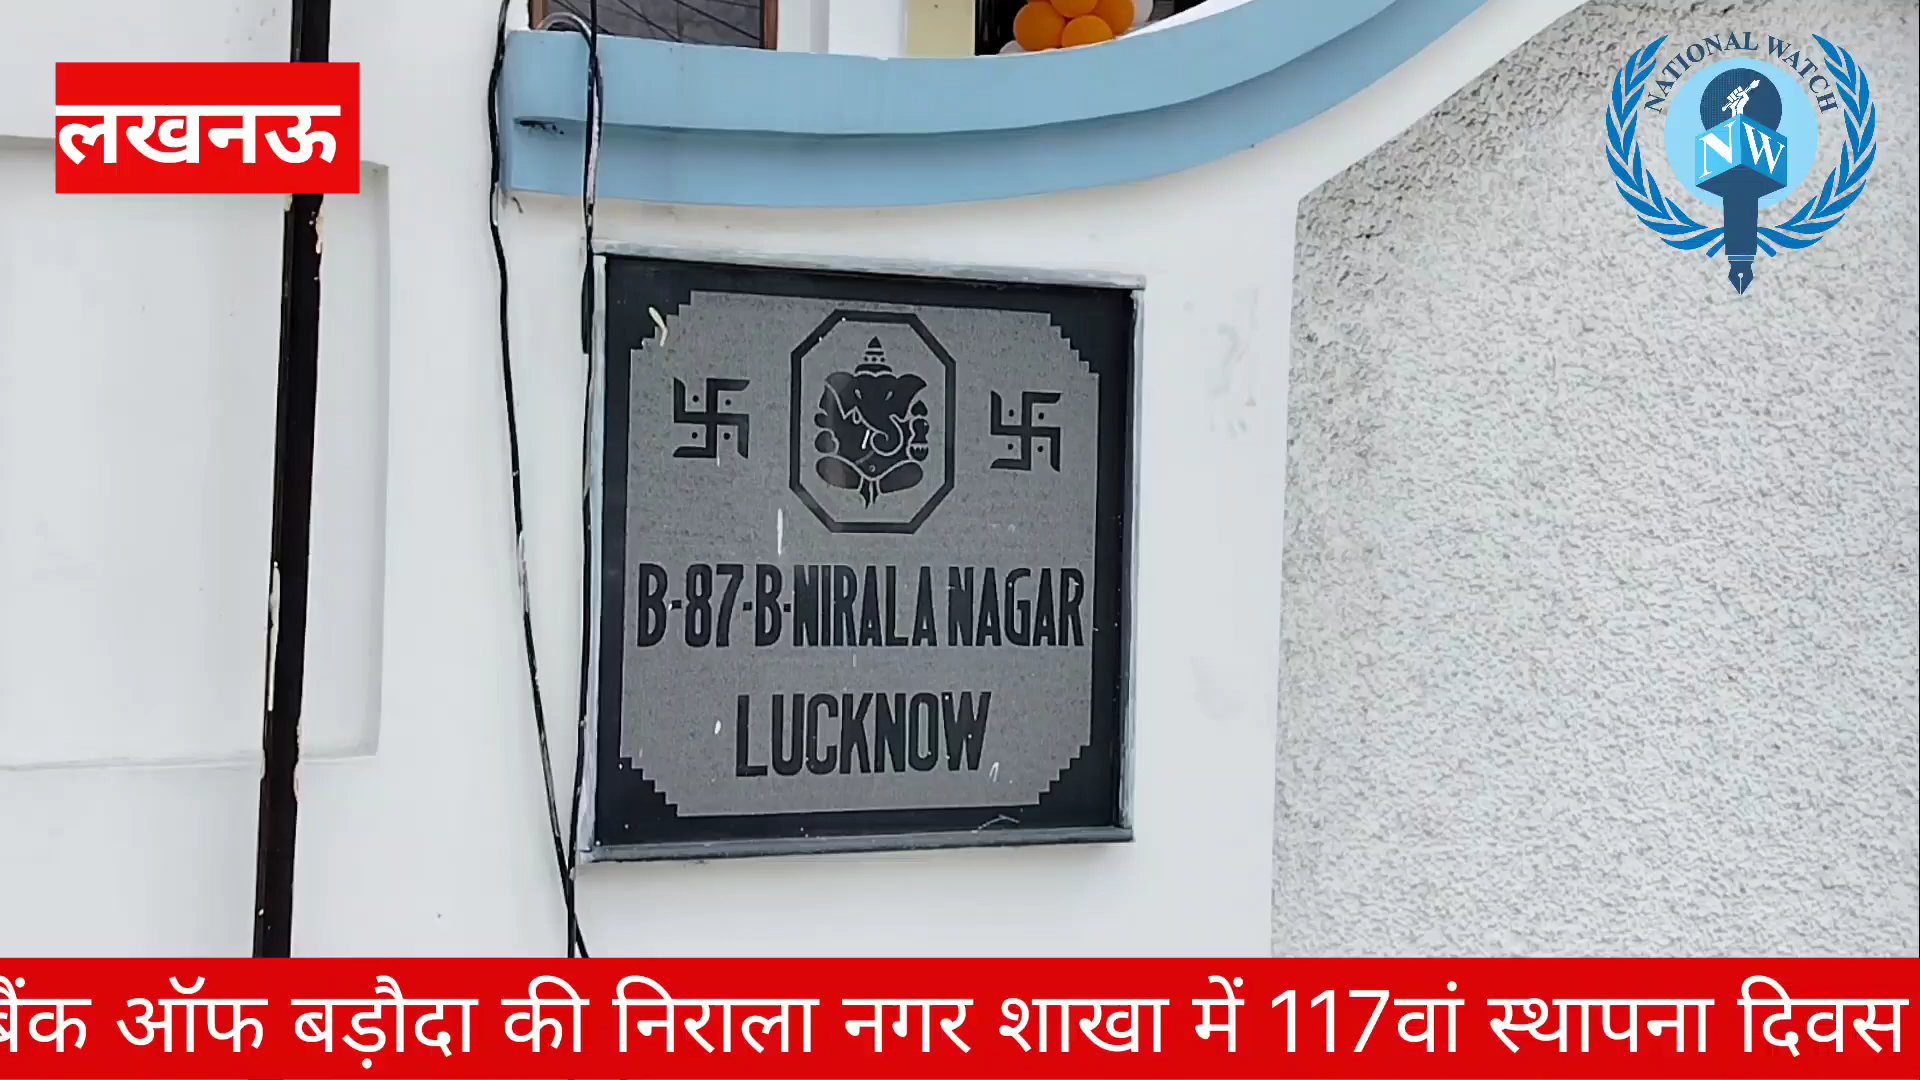 लखनऊ
NATIONAL WATCH
NW
B-87-B-NIRALA NAGAR
LUCKNOW
बैंक ऑफ बड़ौदा की निराला नगर शाखा में 117वां स्थापना दिवस